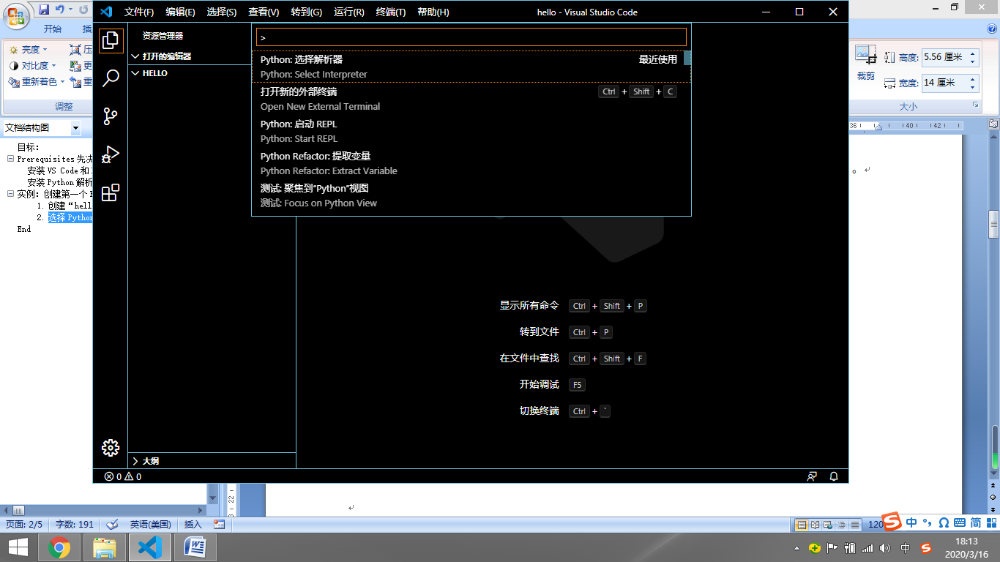 文件(F) 编辑(E) 选择(S) 查看(V) 转到(G) 运行(R) 终端(T) 帮助(H) hello - Visual Studio Code
开始
亮度
对比度
重新着色
调整
资源管理器
打开的编辑器
HELLO
>
Python: 选择解析器 最近使用
Python: Select Interpreter
打开新的外部终端 Ctrl + Shift + C
Open New External Terminal
Python: 启动 REPL
Python: Start REPL
Python Refactor: 提取变量
Python Refactor: Extract Variable
测试: 聚焦到“Python”视图
测试: Focus on Python View
显示所有命令 Ctrl + Shift + P
转到文件 Ctrl + P
在文件中查找 Ctrl + Shift + F
开始调试 F5
切换终端 Ctrl + `
大纲
0 0
裁剪
高度: 5.56 厘米
宽度: 14 厘米
大小
36 40 42
文档结构图
目标:
Prerequisites 先决
安装 VS Code 和
安装 Python 解析
实例: 创建第一个
1. 创建“hell
2. 选择 Python
End
22
页面: 2/5 字数: 191 英语(美国) 插入
120
中 简
中
18:13
2020/3/16